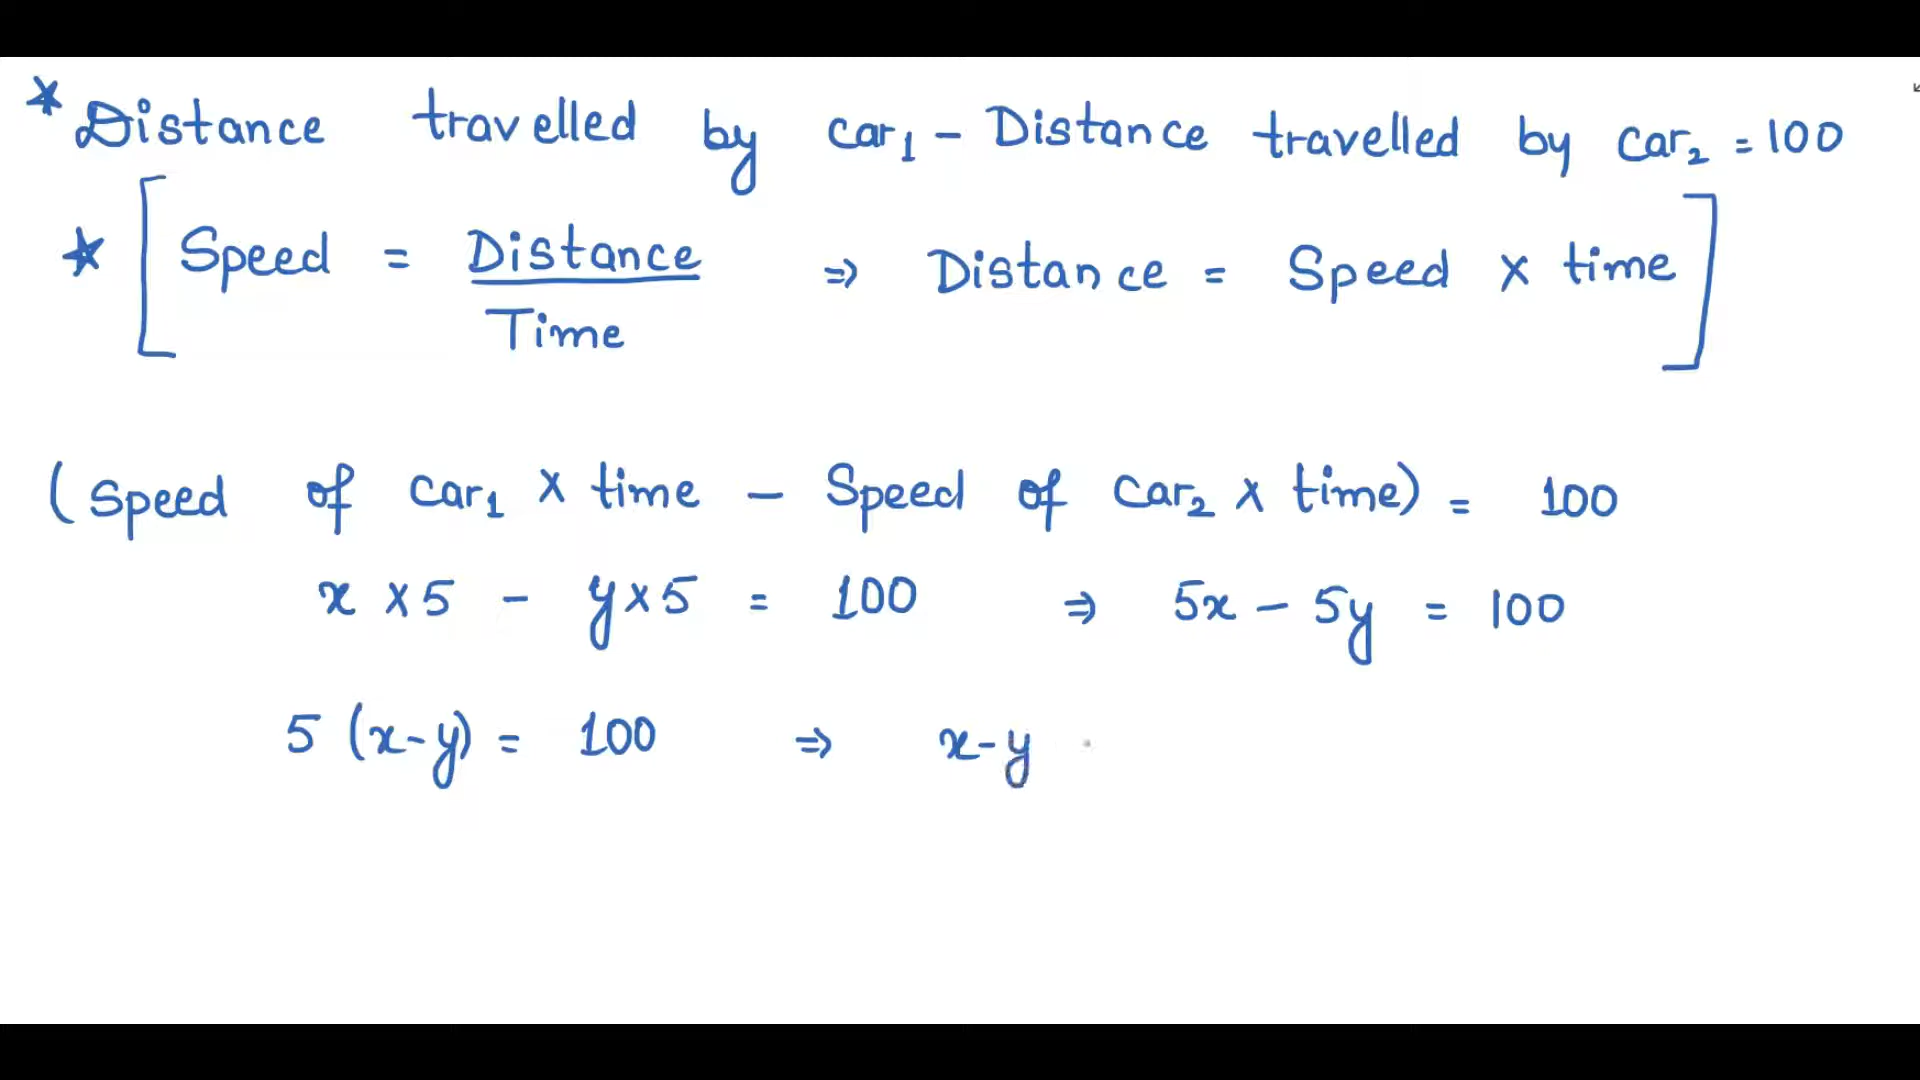 * Distance travelled by car₁ - Distance travelled by car₂ = 100
* [ Speed = Distance / Time ⇒ Distance = Speed × time ]
(Speed of car₁ × time - Speed of car₂ × time) = 100
x × 5 - y × 5 = 100 ⇒ 5x - 5y = 100
5 (x-y) = 100 ⇒ x-y